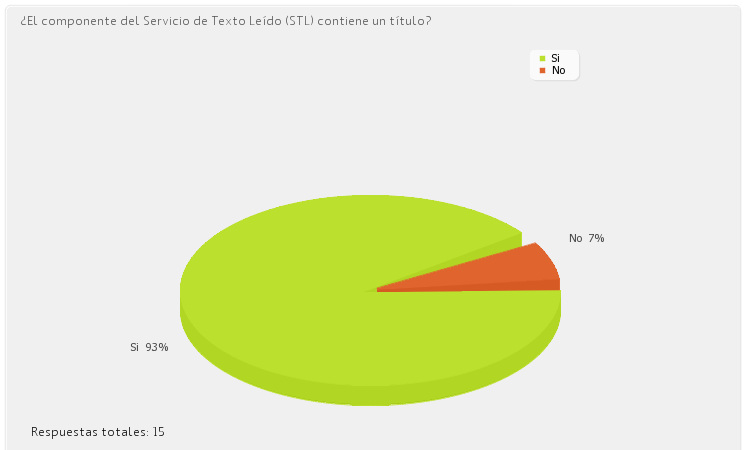 ¿El componente del Servicio de Texto Leído (STL) contiene un título?
Si
No
No 7%
Si 93%
Respuestas totales: 15